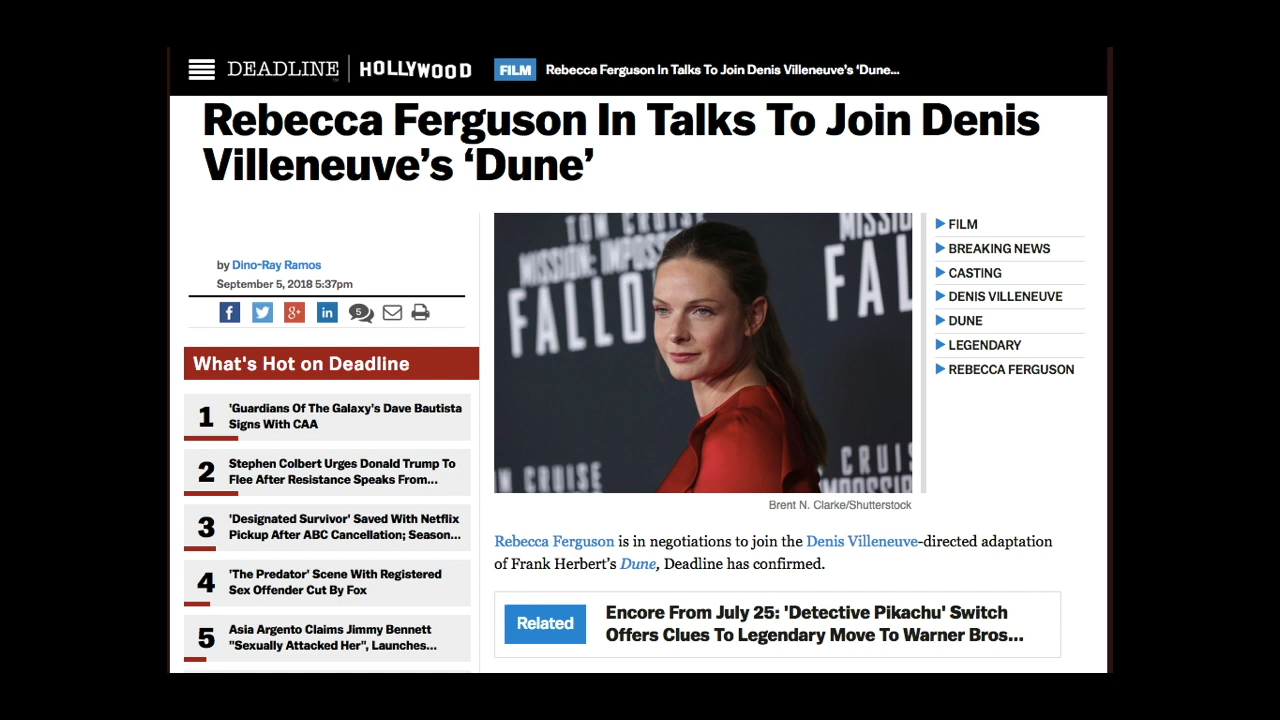 DEADLINE HOLLYWOOD FILM Rebecca Ferguson In Talks To Join Denis Villeneuve's 'Dune...
Rebecca Ferguson In Talks To Join Denis
Villeneuve's 'Dune'
by Dino-Ray Ramos
September 5, 2018 5:37pm
f g+ in 5
What's Hot on Deadline
1 'Guardians Of The Galaxy's Dave Bautista
Signs With CAA
2 Stephen Colbert Urges Donald Trump To
Flee After Resistance Speaks From...
3 'Designated Survivor' Saved With Netflix
Pickup After ABC Cancellation; Season...
4 'The Predator' Scene With Registered
Sex Offender Cut By Fox
5 Asia Argento Claims Jimmy Bennett
"Sexually Attacked Her", Launches...
TOM CRUISE
MISSION: IMPOSS
FALLO
MISSIO
FAL
M CRUISE
CRUIS
IMPOSSIB
FILM
BREAKING NEWS
CASTING
DENIS VILLENEUVE
DUNE
LEGENDARY
REBECCA FERGUSON
Brent N. Clarke/Shutterstock
Rebecca Ferguson is in negotiations to join the Denis Villeneuve-directed adaptation
of Frank Herbert's Dune, Deadline has confirmed.
Related
Encore From July 25: 'Detective Pikachu' Switch
Offers Clues To Legendary Move To Warner Bros...